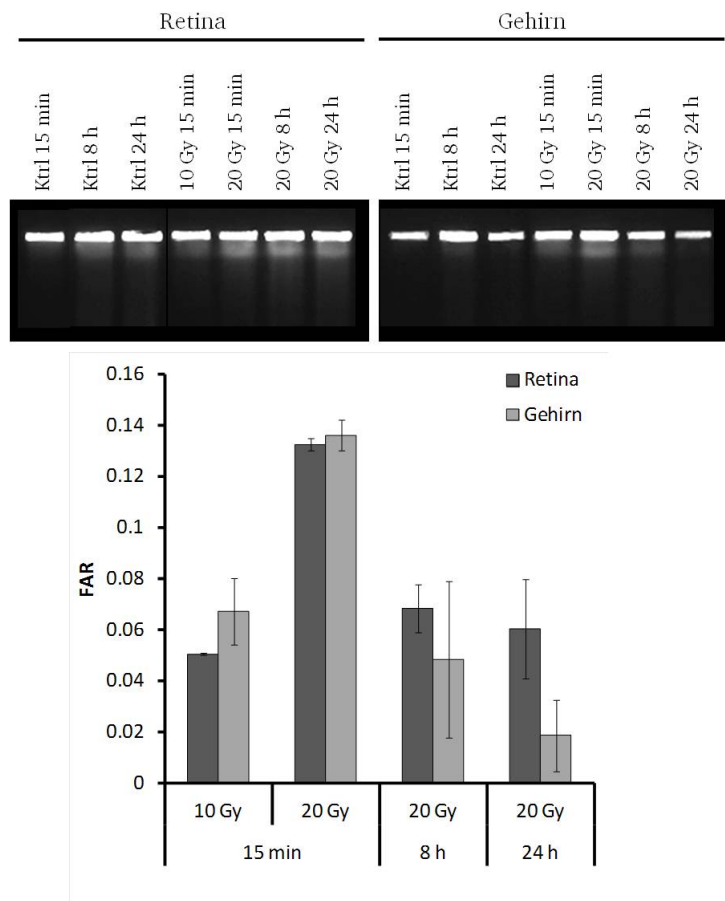 Retina Gehirn
Ktrl 15 min
Ktrl 8 h
Ktrl 24 h
10 Gy 15 min
20 Gy 15 min
20 Gy 8 h
20 Gy 24 h
Ktrl 15 min
Ktrl 8 h
Ktrl 24 h
10 Gy 15 min
20 Gy 15 min
20 Gy 8 h
20 Gy 24 h
0.16
0.14
0.12
0.1
0.08
0.06
0.04
0.02
0
FAR
Retina
Gehirn
10 Gy 20 Gy 20 Gy 20 Gy
15 min 8 h 24 h